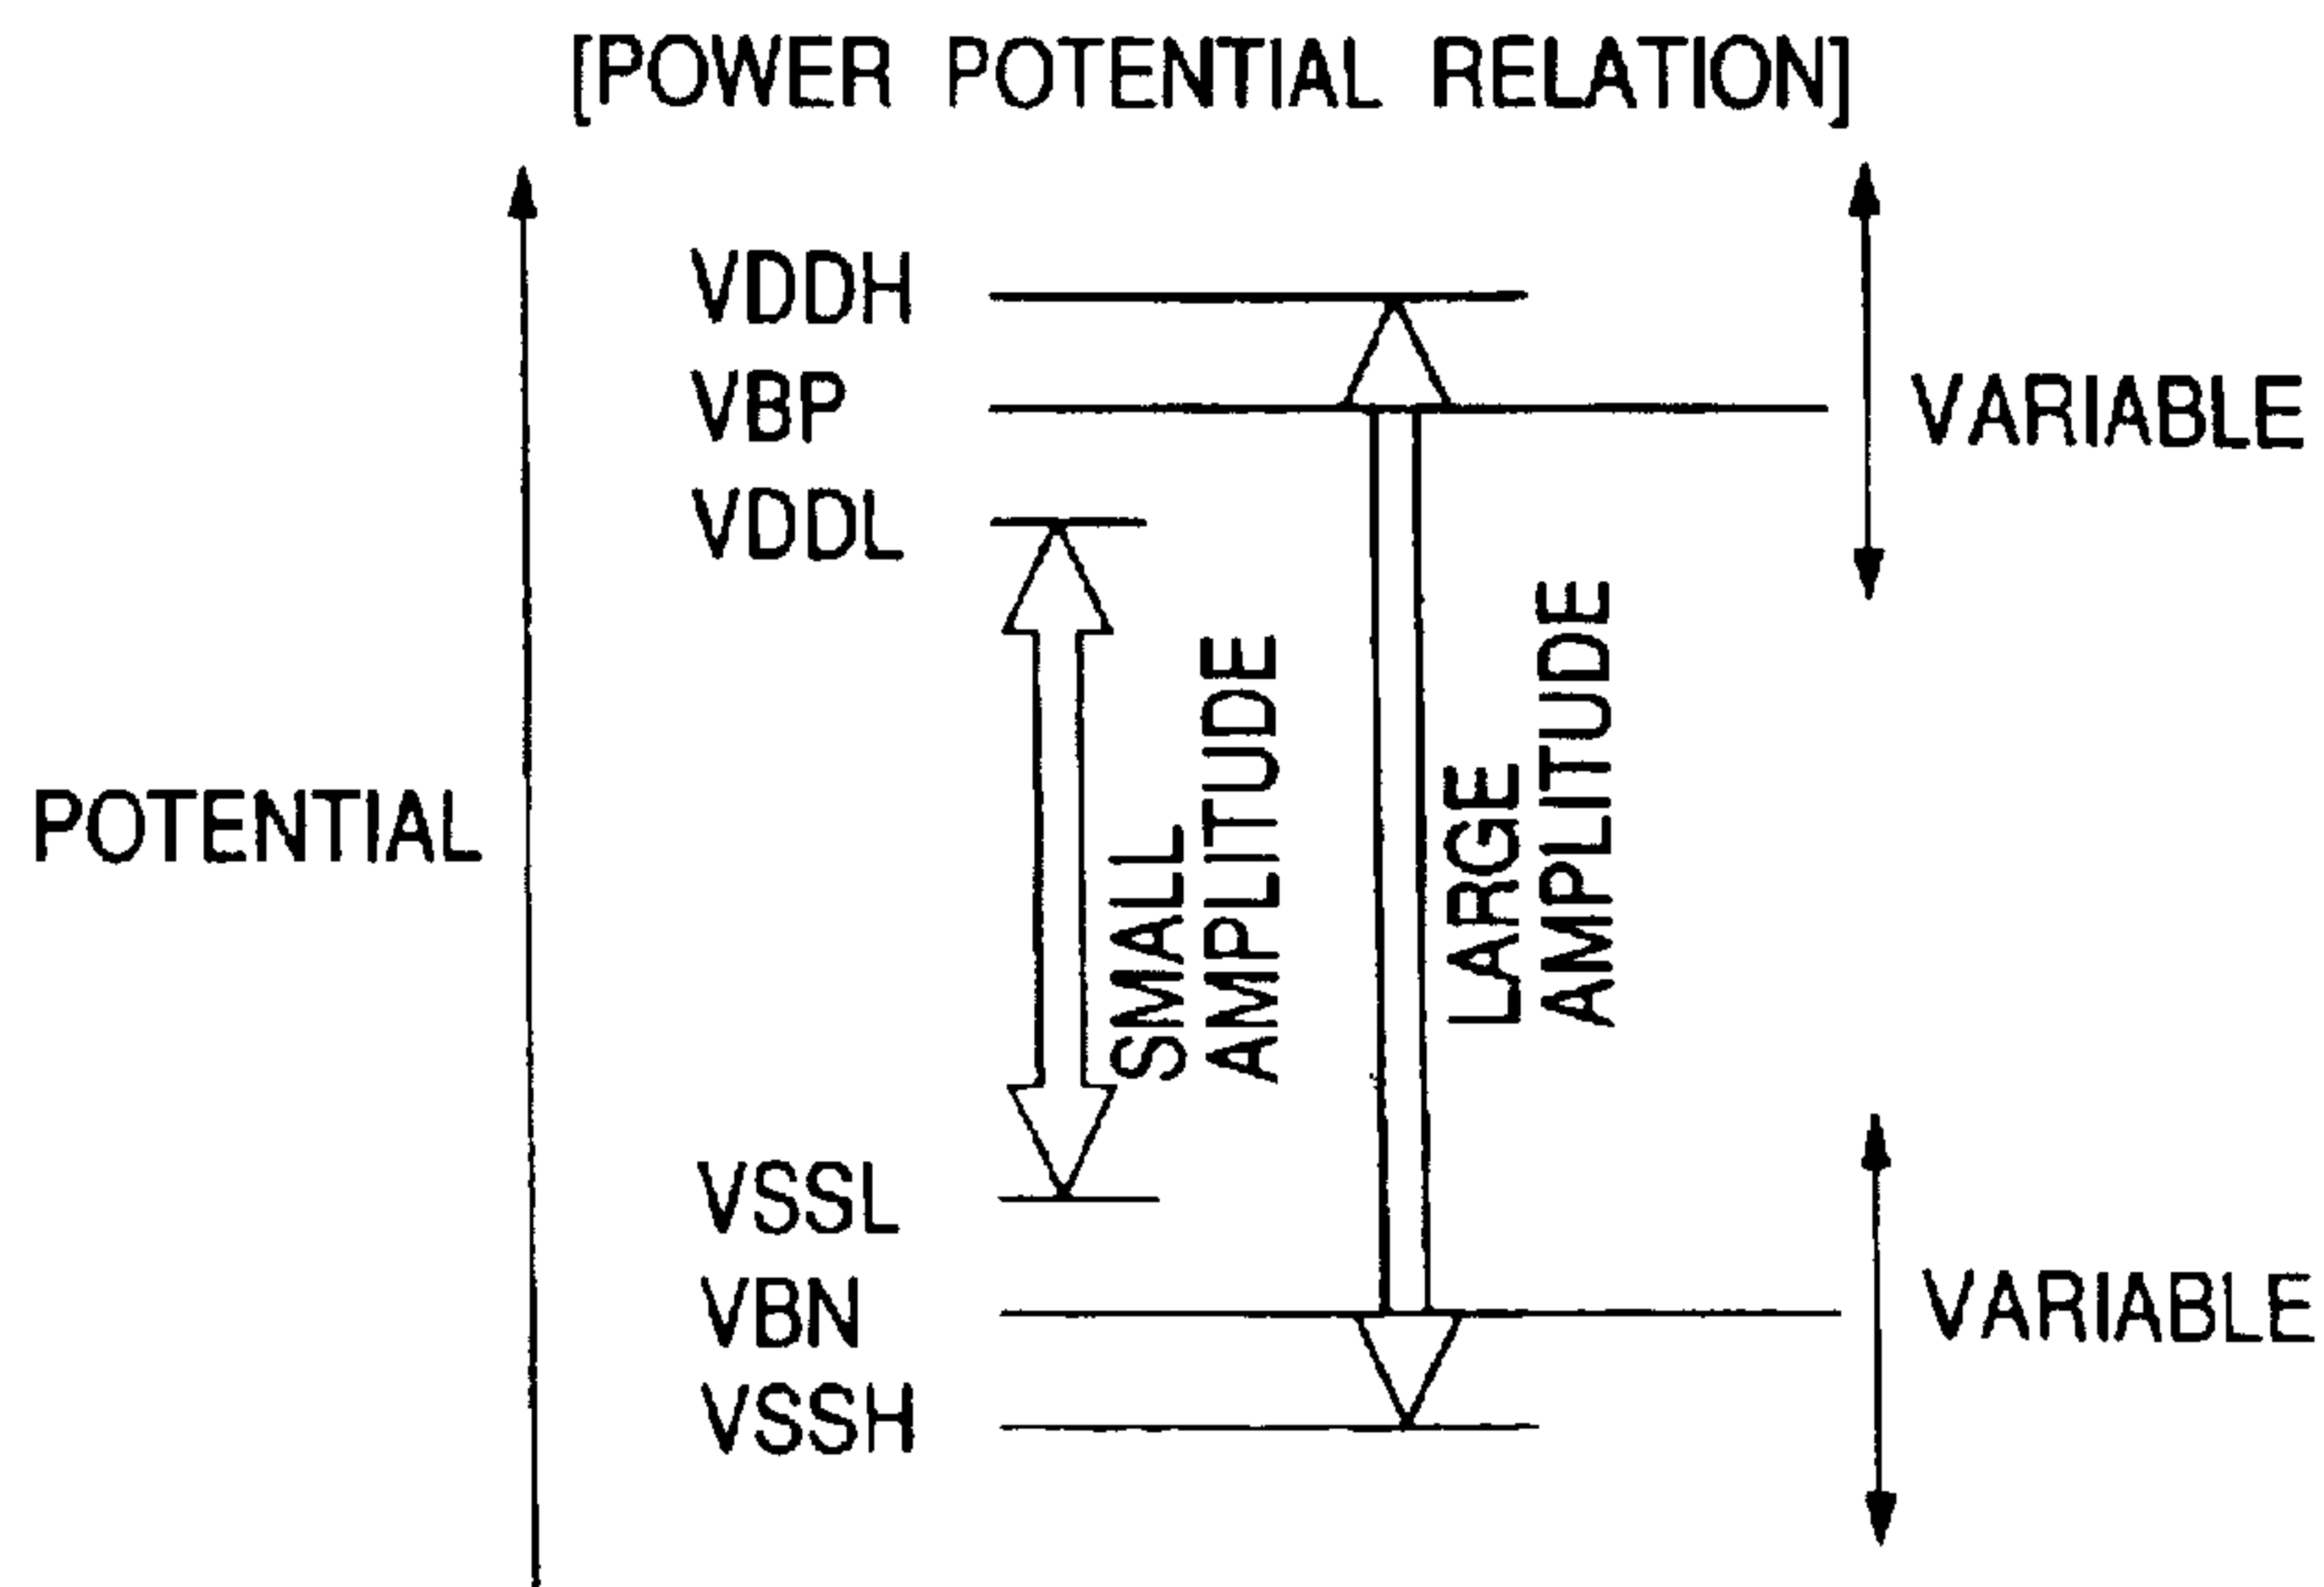 [POWER POTENTIAL RELATION]
VDDH
VBP
VARIABLE
VDDL
POTENTIAL
SMALL
AMPLITUDE
LARGE
AMPLITUDE
VSSL
VBN
VARIABLE
VSSH